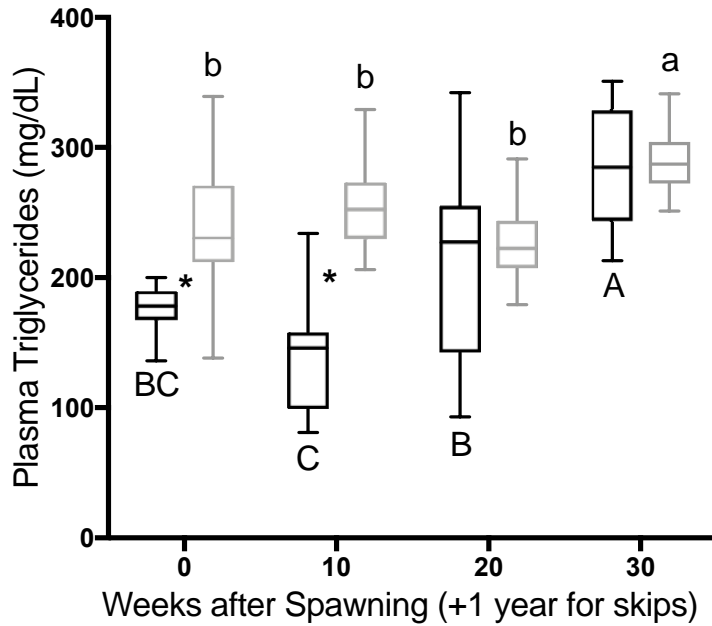 400
300
200
100
0
Plasma Triglycerides (mg/dL)
b
b
b
a
*
*
BC
C
B
A
0
10
20
30
Weeks after Spawning (+1 year for skips)